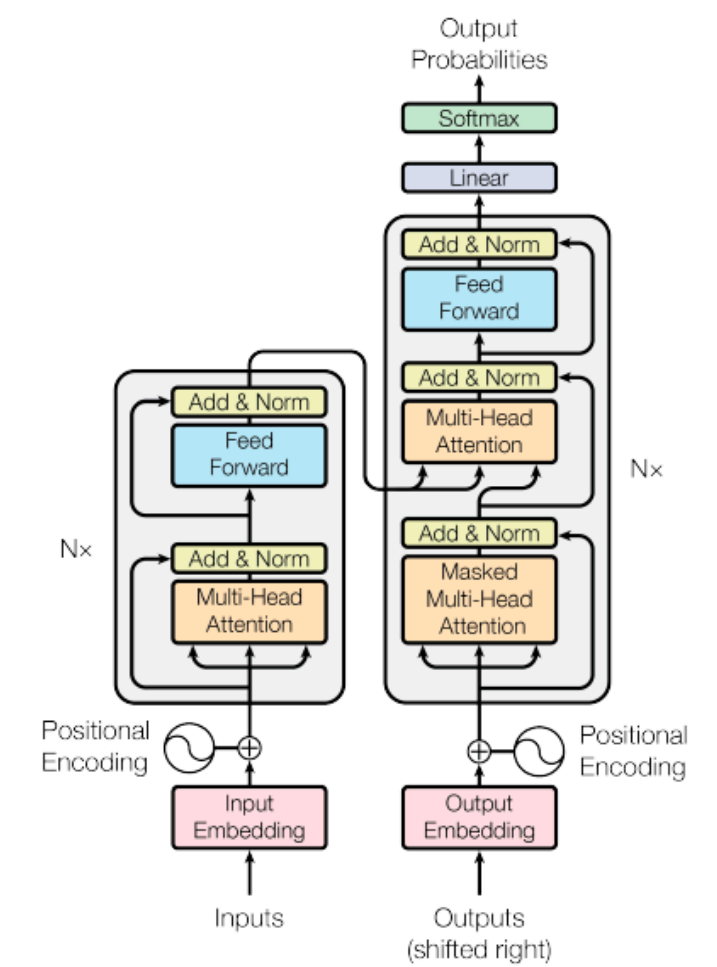 Output
Probabilities
Softmax
Linear
Add & Norm
Feed
Forward
Add & Norm
Multi-Head
Attention
Add & Norm
Masked
Multi-Head
Attention
Nx
Add & Norm
Feed
Forward
Add & Norm
Multi-Head
Attention
N×
Positional
Encoding
Positional
Encoding
Input
Embedding
Output
Embedding
Inputs
Outputs
(shifted right)